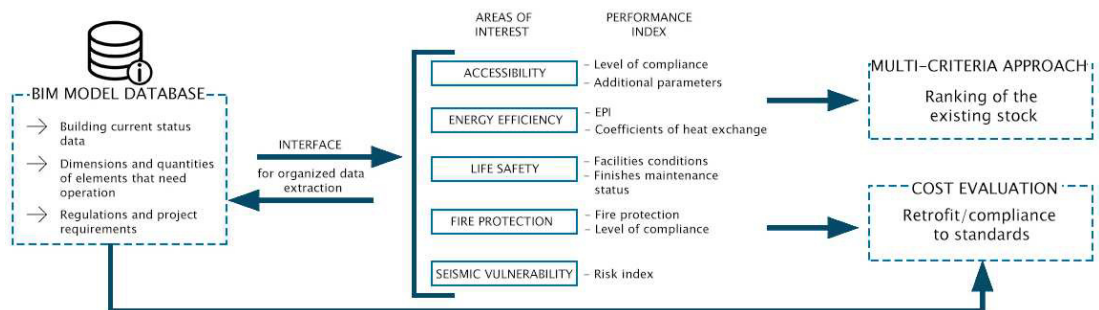 BIM MODEL DATABASE
→ Building current status
data
→ Dimensions and quantities
of elements that need
operation
→ Regulations and project
requirements
INTERFACE
for organized data
extraction
AREAS OF
INTEREST
PERFORMANCE
INDEX
ACCESSIBILITY
– Level of compliance
– Additional parameters
ENERGY EFFICIENCY
– EPI
– Coefficients of heat exchange
LIFE SAFETY
– Facilities conditions
– Finishes maintenance
status
FIRE PROTECTION
– Fire protection
– Level of compliance
SEISMIC VULNERABILITY
– Risk index
MULTI-CRITERIA APPROACH
Ranking of the
existing stock
COST EVALUATION
Retrofit/compliance
to standards